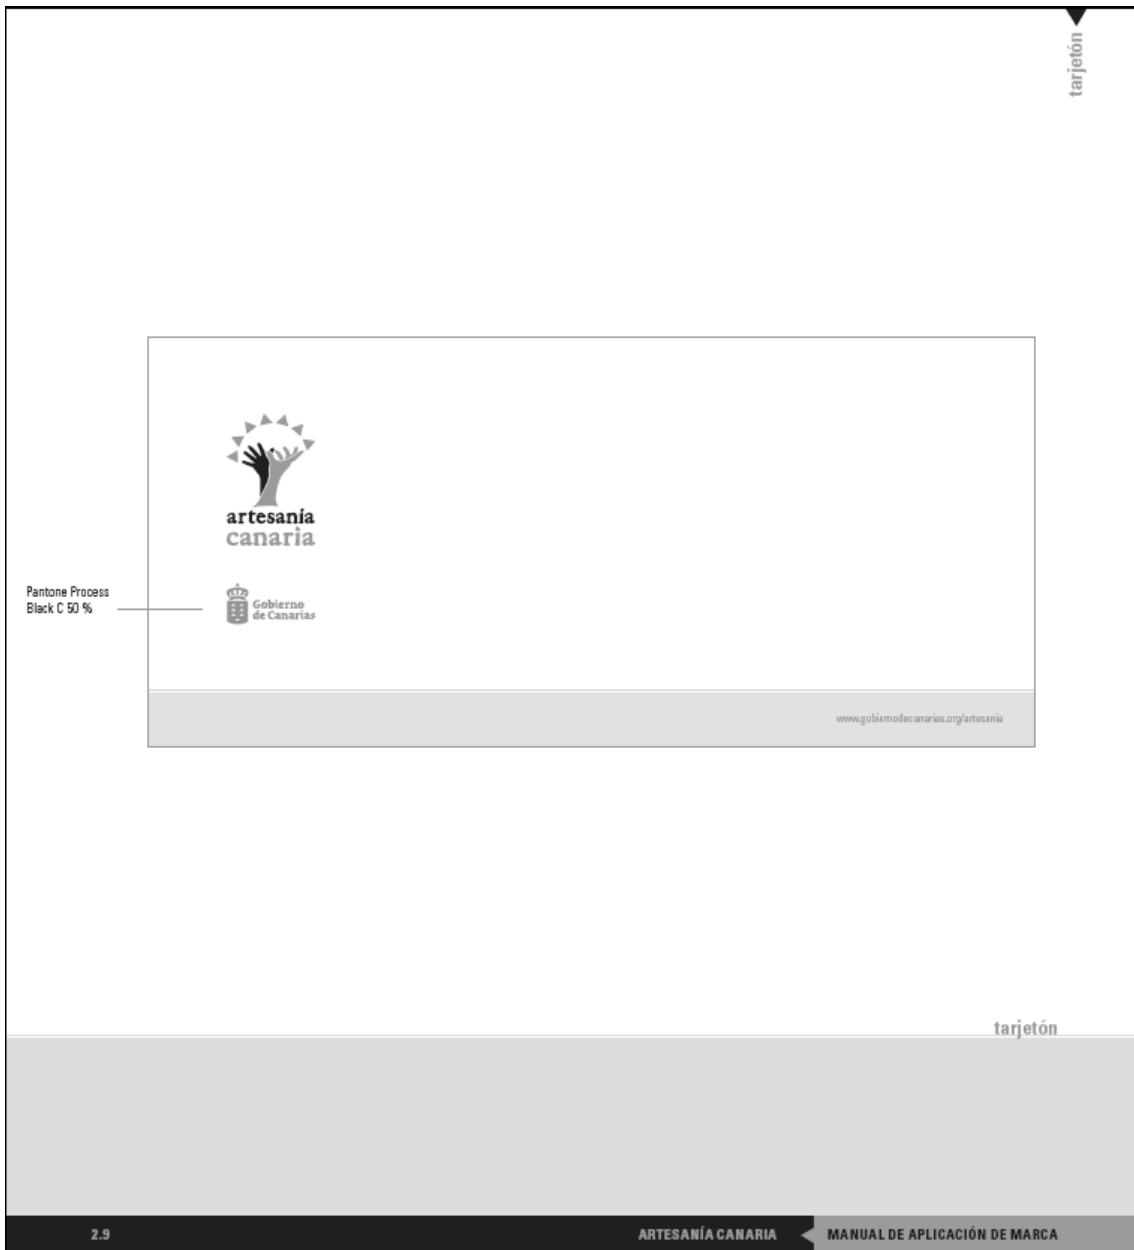 tarjetón
artesanía
canaria
Pantone Process
Black C 50 %
Gobierno
de Canarias
www.gobiernodecanarias.org/artesania
tarjetón
2.9
ARTESANÍA CANARIA
MANUAL DE APLICACIÓN DE MARCA